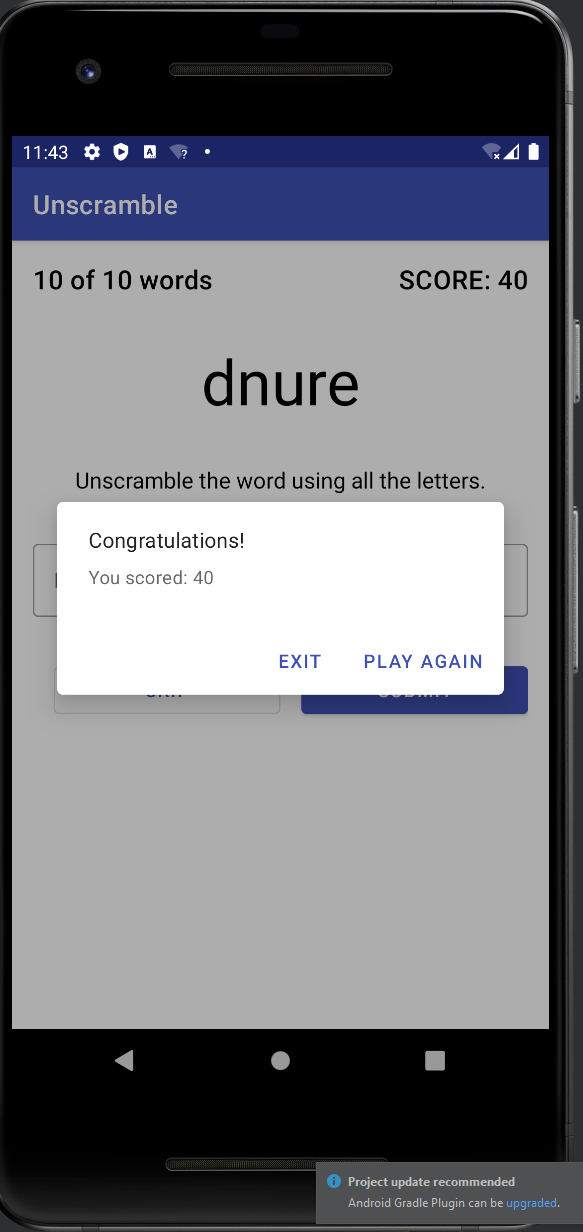 11:43
Unscramble
10 of 10 words
SCORE: 40
dnure
Unscramble the word using all the letters.
Congratulations!
You scored: 40
EXIT
PLAY AGAIN
Project update recommended
Android Gradle Plugin can be upgraded.